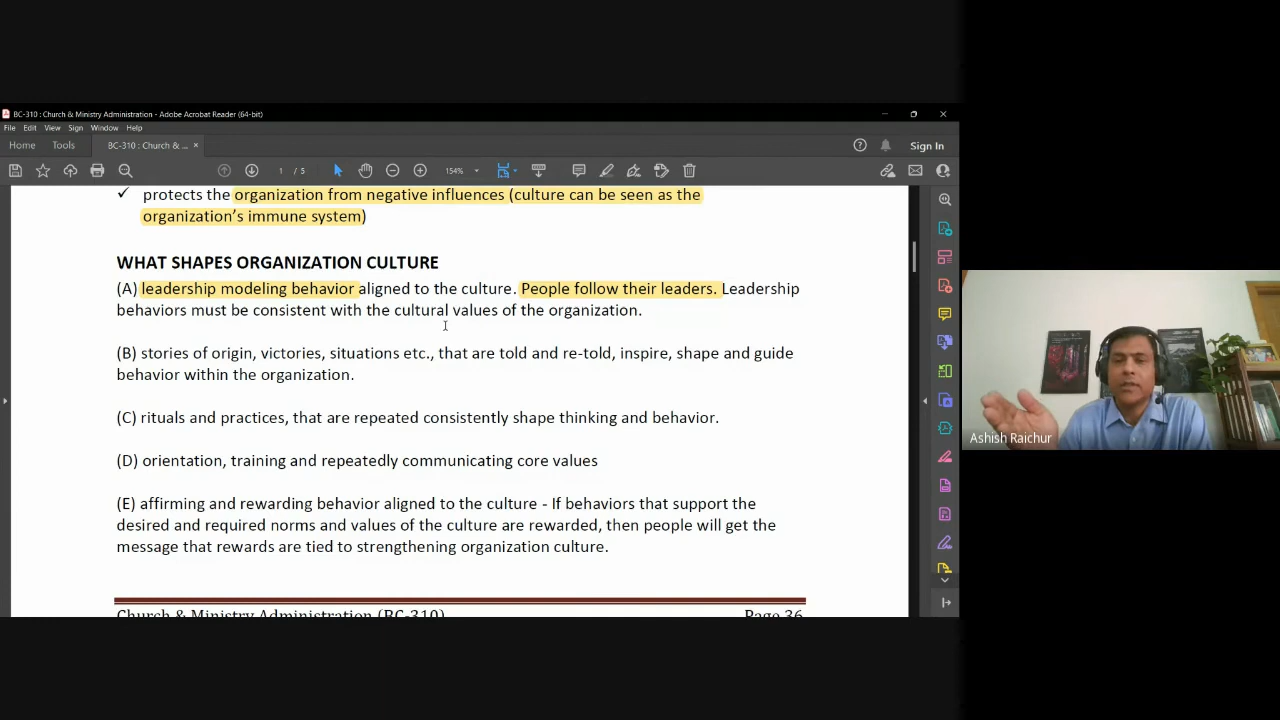 BC-310 : Church & Ministry Administration - Adobe Acrobat Reader (64-bit)
File Edit View Sign Window Help
Home Tools BC-310 : Church & ... × Sign In
1 / 5 154%
✓ protects the organization from negative influences (culture can be seen as the
organization's immune system)
WHAT SHAPES ORGANIZATION CULTURE
(A) leadership modeling behavior aligned to the culture. People follow their leaders. Leadership
behaviors must be consistent with the cultural values of the organization.
(B) stories of origin, victories, situations etc., that are told and re-told, inspire, shape and guide
behavior within the organization.
(C) rituals and practices, that are repeated consistently shape thinking and behavior.
(D) orientation, training and repeatedly communicating core values
(E) affirming and rewarding behavior aligned to the culture - If behaviors that support the
desired and required norms and values of the culture are rewarded, then people will get the
message that rewards are tied to strengthening organization culture.
Church & Ministry Administration (BC-310) Page 36
Ashish Raichur